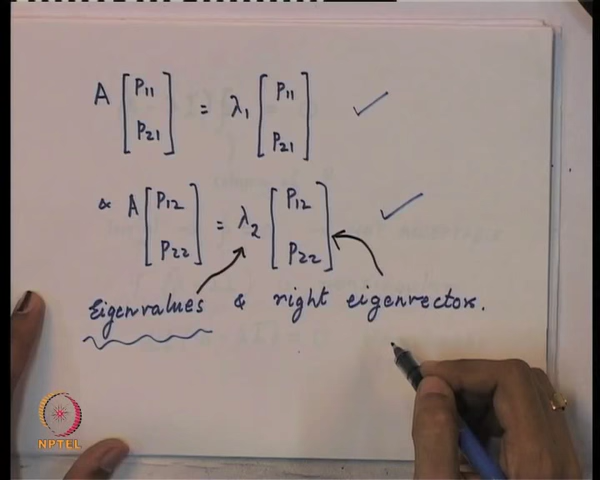 A [P11 P21] = λ1 [P11 P21] ✓
& A [P12 P22] = λ2 [P12 P22] ✓
Eigenvalues & right eigenvector.
NPTEL